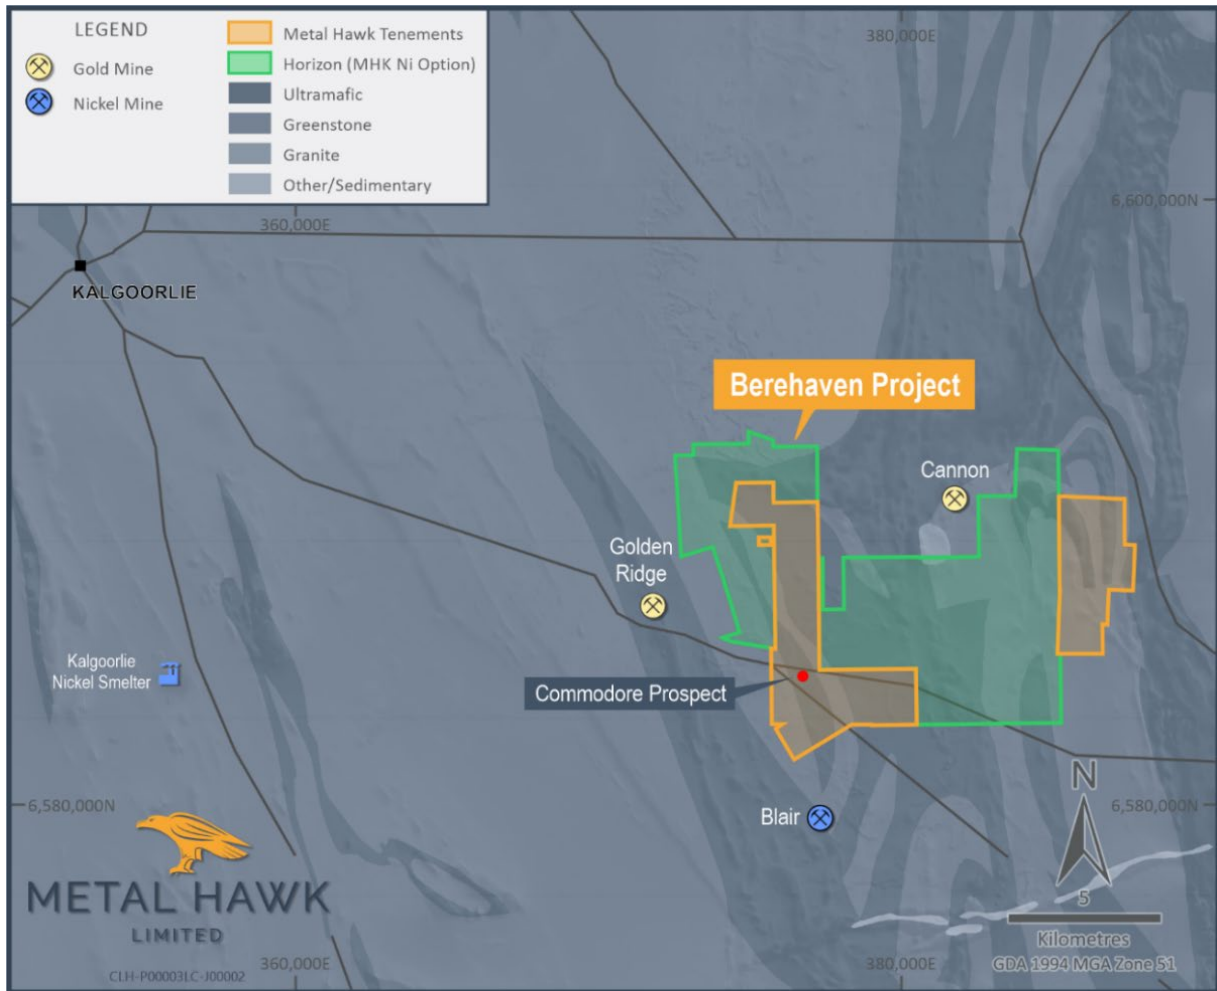 LEGEND
Gold Mine
Nickel Mine
Metal Hawk Tenements
Horizon (MHK Ni Option)
Ultramafic
Greenstone
Granite
Other/Sedimentary
380,000E
6,600,000N
360,000E
KALGOORLIE
Berehaven Project
Cannon
Golden
Ridge
Kalgoorlie
Nickel Smelter
Commodore Prospect
6,580,000N
6,580,000N
Blair
N
5
Kilometres
GDA 1994 MGA Zone 51
METAL HAWK
LIMITED
CLH-P00003LC-J00002
360,000E
380,000E